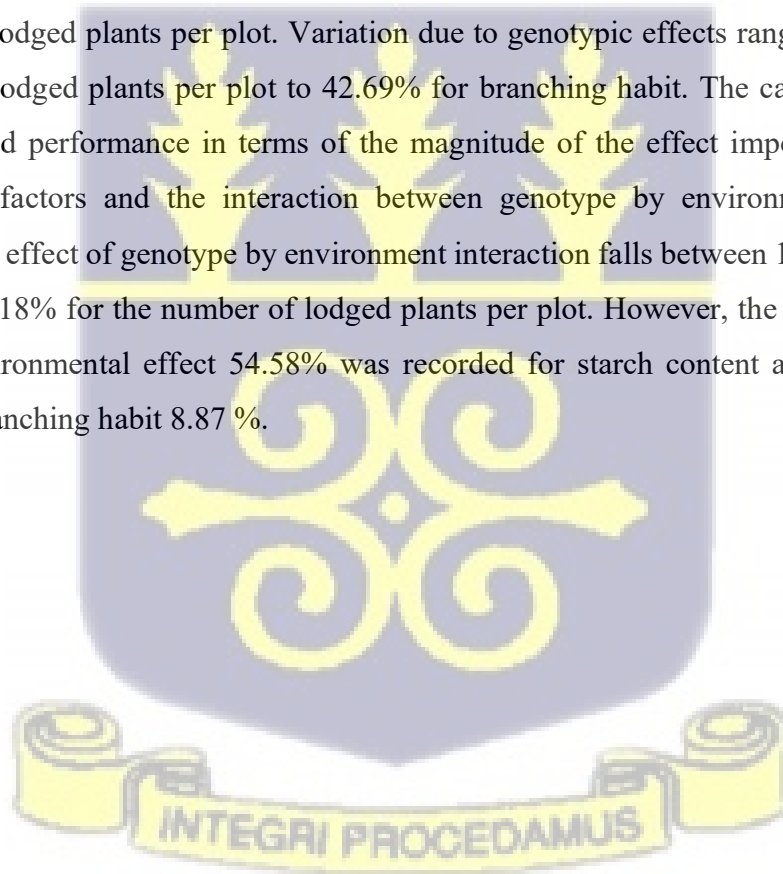 odged plants per plot. Variation due to genotypic effects rang
odged plants per plot to 42.69% for branching habit. The ca
d performance in terms of the magnitude of the effect impo
factors and the interaction between genotype by environm
effect of genotype by environment interaction falls between 1
18% for the number of lodged plants per plot. However, the
ironmental effect 54.58% was recorded for starch content a
anching habit 8.87 %.
INTEGRI PROCEDAMUS